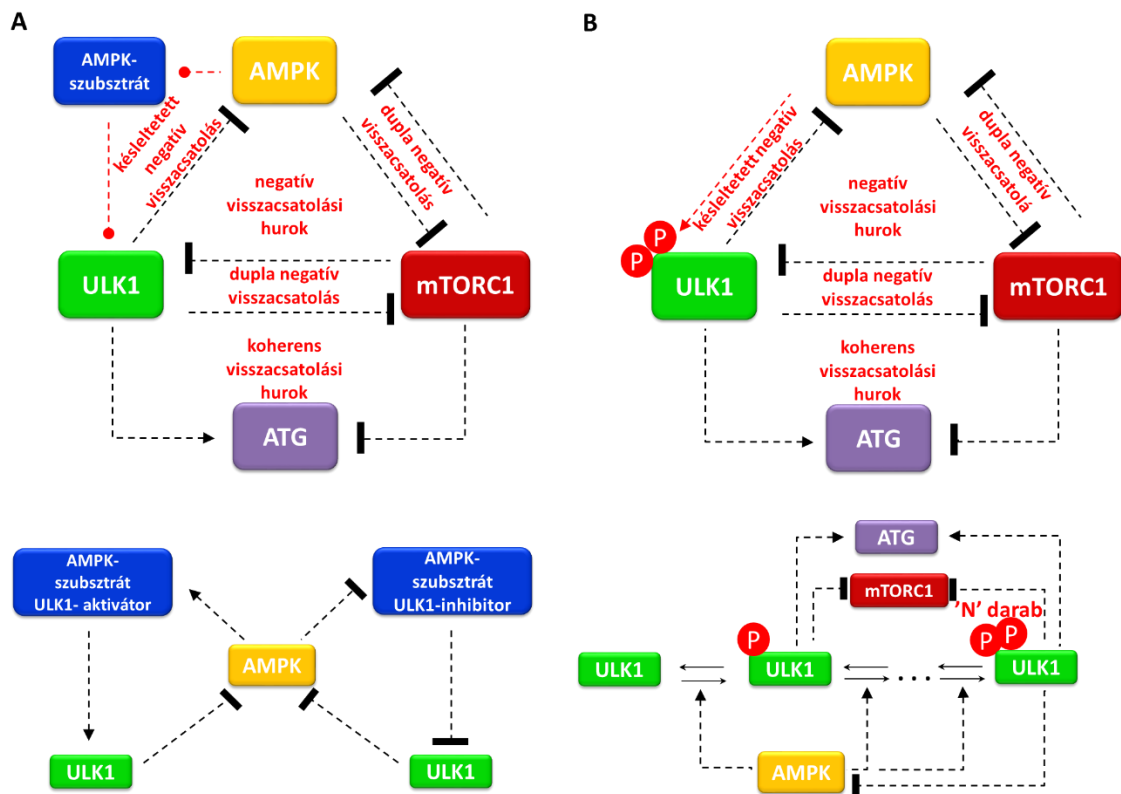 A
AMPK-
szubsztrát
AMPK
késleltetett
negatív
visszacsatolás
dupla negatív
visszacsatolás
negatív
visszacsatolási
hurok
ULK1
dupla negatív
visszacsatolás
mTORC1
koherens
visszacsatolási
hurok
ATG
AMPK-
szubsztrát
ULK1- aktivátor
AMPK-
szubsztrát
ULK1-inhibitor
AMPK
ULK1
ULK1
B
AMPK
késleltetett negatív
visszacsatolás
dupla negatív
visszacsatolá
negatív
visszacsatolási
hurok
P
P
ULK1
dupla negatív
visszacsatolás
mTORC1
koherens
visszacsatolási
hurok
ATG
ATG
mTORC1
’N’ darab
P
P
P
ULK1
ULK1
...
ULK1
AMPK